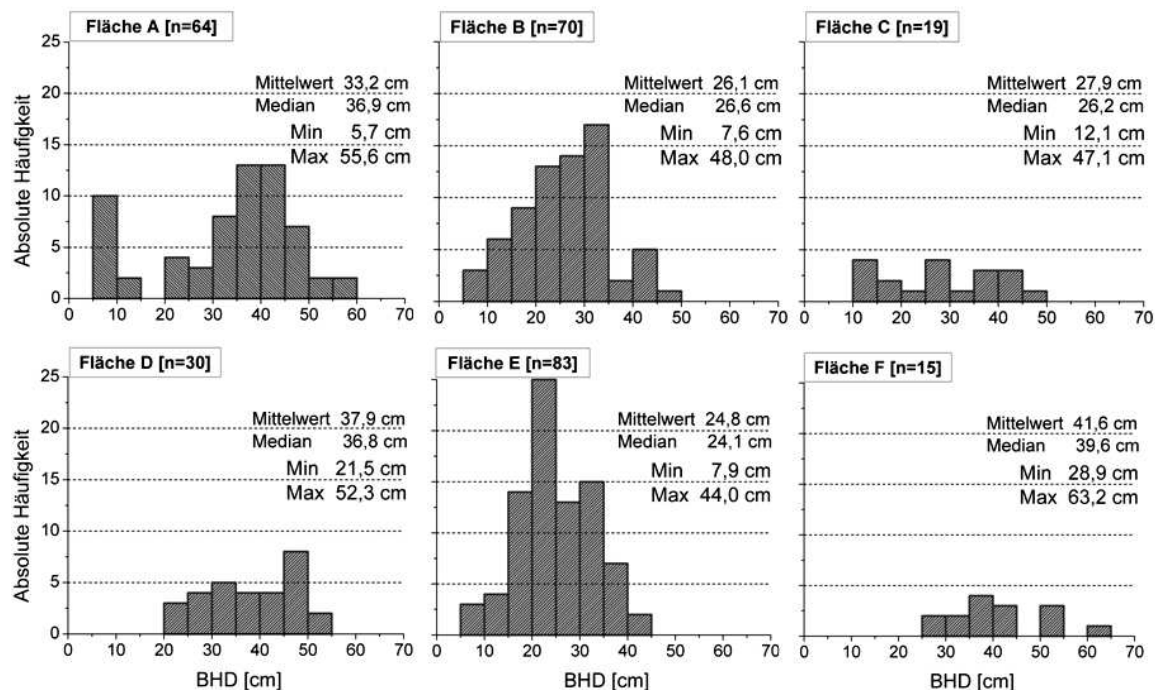 Fläche A [n=64]
Fläche B [n=70]
Fläche C [n=19]
Absolute Häufigkeit
25
20
15
10
5
0
Mittelwert 33,2 cm
Median 36,9 cm
Min 5,7 cm
Max 55,6 cm
0 10 20 30 40 50 60 70
Mittelwert 26,1 cm
Median 26,6 cm
Min 7,6 cm
Max 48,0 cm
0 10 20 30 40 50 60 70
Mittelwert 27,9 cm
Median 26,2 cm
Min 12,1 cm
Max 47,1 cm
0 10 20 30 40 50 60 70
Fläche D [n=30]
Fläche E [n=83]
Fläche F [n=15]
Absolute Häufigkeit
25
20
15
10
5
0
Mittelwert 37,9 cm
Median 36,8 cm
Min 21,5 cm
Max 52,3 cm
0 10 20 30 40 50 60 70
BHD [cm]
Mittelwert 24,8 cm
Median 24,1 cm
Min 7,9 cm
Max 44,0 cm
0 10 20 30 40 50 60 70
BHD [cm]
Mittelwert 41,6 cm
Median 39,6 cm
Min 28,9 cm
Max 63,2 cm
0 10 20 30 40 50 60 70
BHD [cm]